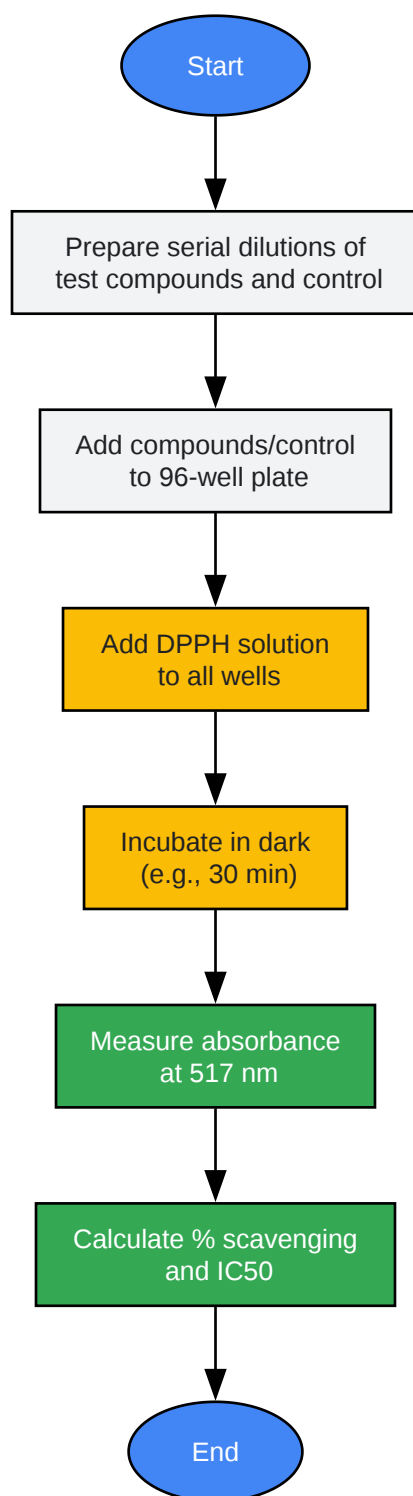 Start
Prepare serial dilutions of
test compounds and control
Add compounds/control
to 96-well plate
Add DPPH solution
to all wells
Incubate in dark
(e.g., 30 min)
Measure absorbance
at 517 nm
Calculate % scavenging
and IC50
End